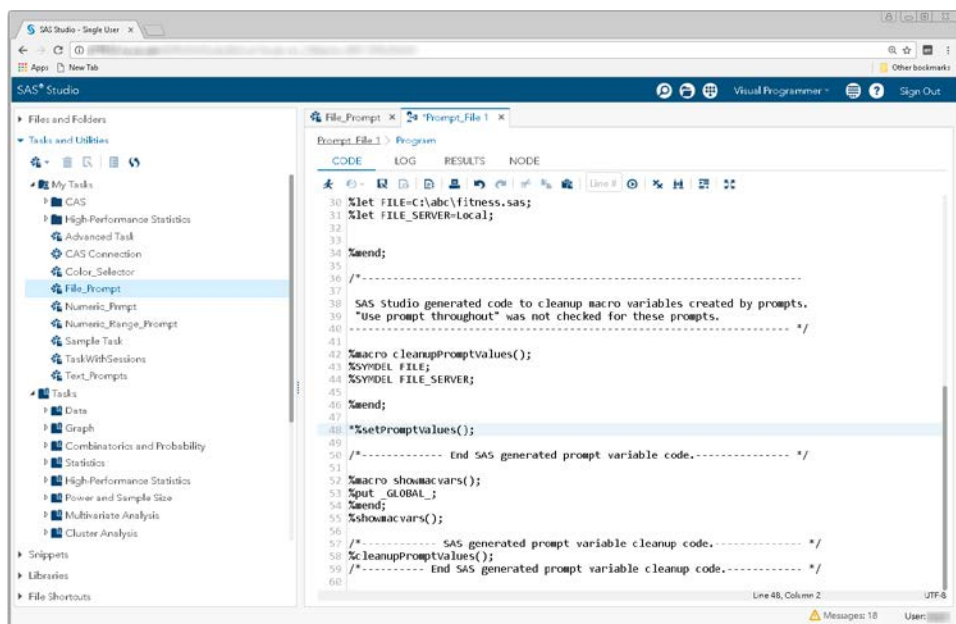 SAS Studio - Single User
Apps New Tab Other bookmarks
SAS® Studio Visual Programmer Sign Out
Files and Folders
Tasks and Utilities
My Tasks
CAS
High-Performance Statistics
Advanced Task
CAS Connection
Color_Selector
File_Prompt
Numeric_Prmpt
Numeric_Range_Prompt
Sample Task
TaskWithSessions
Text_Prompts
Tasks
Data
Graph
Combinatorics and Probability
Statistics
High-Performance Statistics
Power and Sample Size
Multivariate Analysis
Cluster Analysis
Snippets
Libraries
File Shortcuts
File_Prompt *Prompt_File 1
Prompt_File 1 > Program
CODE LOG RESULTS NODE
Line #
30 %let FILE=C:\abc\fitness.sas;
31 %let FILE_SERVER=Local;
32
33
34 %mend;
35
36 /*-----------------------------------------------------------------------
37
38 SAS Studio generated code to cleanup macro variables created by prompts.
39 "Use prompt throughout" was not checked for these prompts.
40 ----------------------------------------------------------------------- */
41
42 %macro cleanupPromptValues();
43 %SYMDEL FILE;
44 %SYMDEL FILE_SERVER;
45
46 %mend;
47
48 *%setPromptValues();
49
50 /*------------- End SAS generated prompt variable code.--------------- */
51
52 %macro showmacvars();
53 %put _GLOBAL_;
54 %mend;
55 %showmacvars();
56
57 /*------------ SAS generated prompt variable cleanup code.-------------- */
58 %cleanupPromptValues();
59 /*---------- End SAS generated prompt variable cleanup code.------------ */
60
Line 48, Column 2 UTF-8
Messages: 18 User: